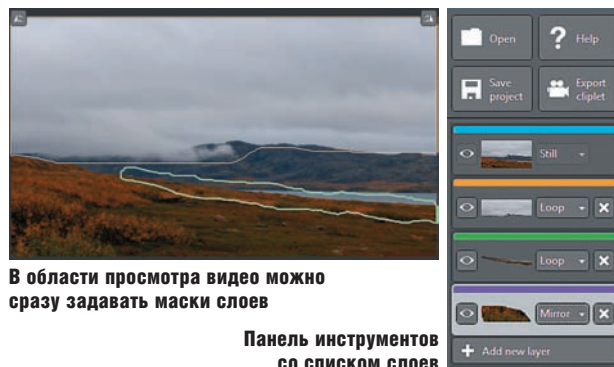 Open
Help
Save
project
Export
cliplet
Still
Loop
Loop
Mirror
Add new layer
В области просмотра видео можно
сразу задавать маски слоев
Панель инструментов
со списком слоев